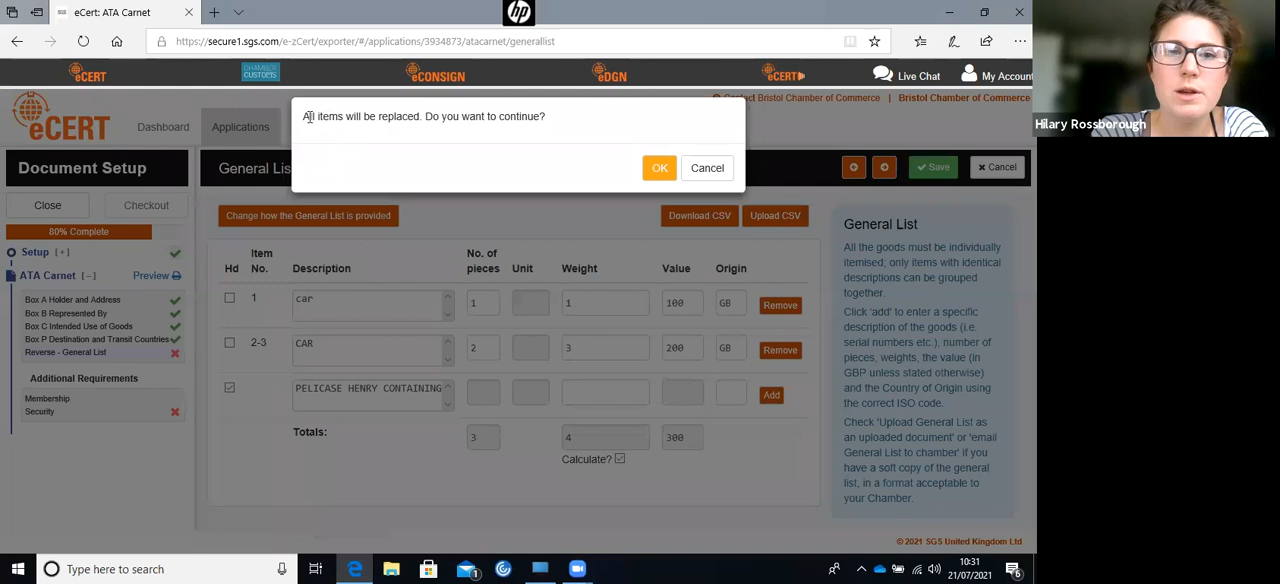 eCert: ATA Carnet
hp
https://secure1.sgs.com/e-zCert/exporter/#/applications/3934873/atacarnet/generallist
eCERT
CHAMBER CUSTOMS
eCONSIGN
eDGN
eCERT
Live Chat
My Account
Hilary Rossborough
eCERT
Dashboard
Applications
Contact Bristol Chamber of Commerce | Bristol Chamber of Commerce
All items will be replaced. Do you want to continue?
OK
Cancel
Document Setup
Close
Checkout
80% Complete
Setup [+]
ATA Carnet [–]
Preview
Box A Holder and Address
Box B Represented By
Box C Intended Use of Goods
Box P Destination and Transit Countries
Reverse - General List
Additional Requirements
Membership
Security
General Lis
Save
Cancel
Change how the General List is provided
Download CSV
Upload CSV
Hd Item No. Description No. of pieces Unit Weight Value Origin
1 car 1 1 100 GB Remove
2-3 CAR 2 3 200 GB Remove
PELICASE HENRY CONTAINING Add
Totals: 3 4 300
Calculate?
General List
All the goods must be individually
itemised; only items with identical
descriptions can be grouped
together.
Click 'add' to enter a specific
description of the goods (i.e.
serial numbers etc.), number of
pieces, weights, the value (in
GBP unless stated otherwise)
and the Country of Origin using
the correct ISO code.
Check 'Upload General List as
an uploaded document' or 'email
General List to chamber' if you
have a soft copy of the general
list, in a format acceptable to
your Chamber.
© 2021 SGS United Kingdom Ltd
Type here to search
1
10:31
21/07/2021
6